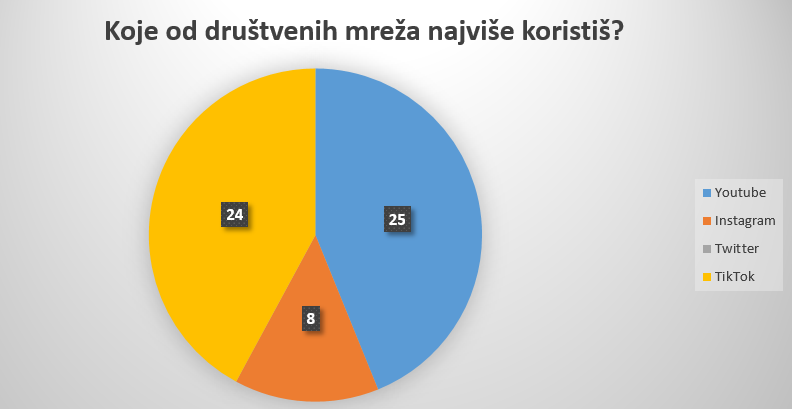 Koje od društvenih mreža najviše koristiš?
24
25
8
Youtube
Instagram
Twitter
TikTok